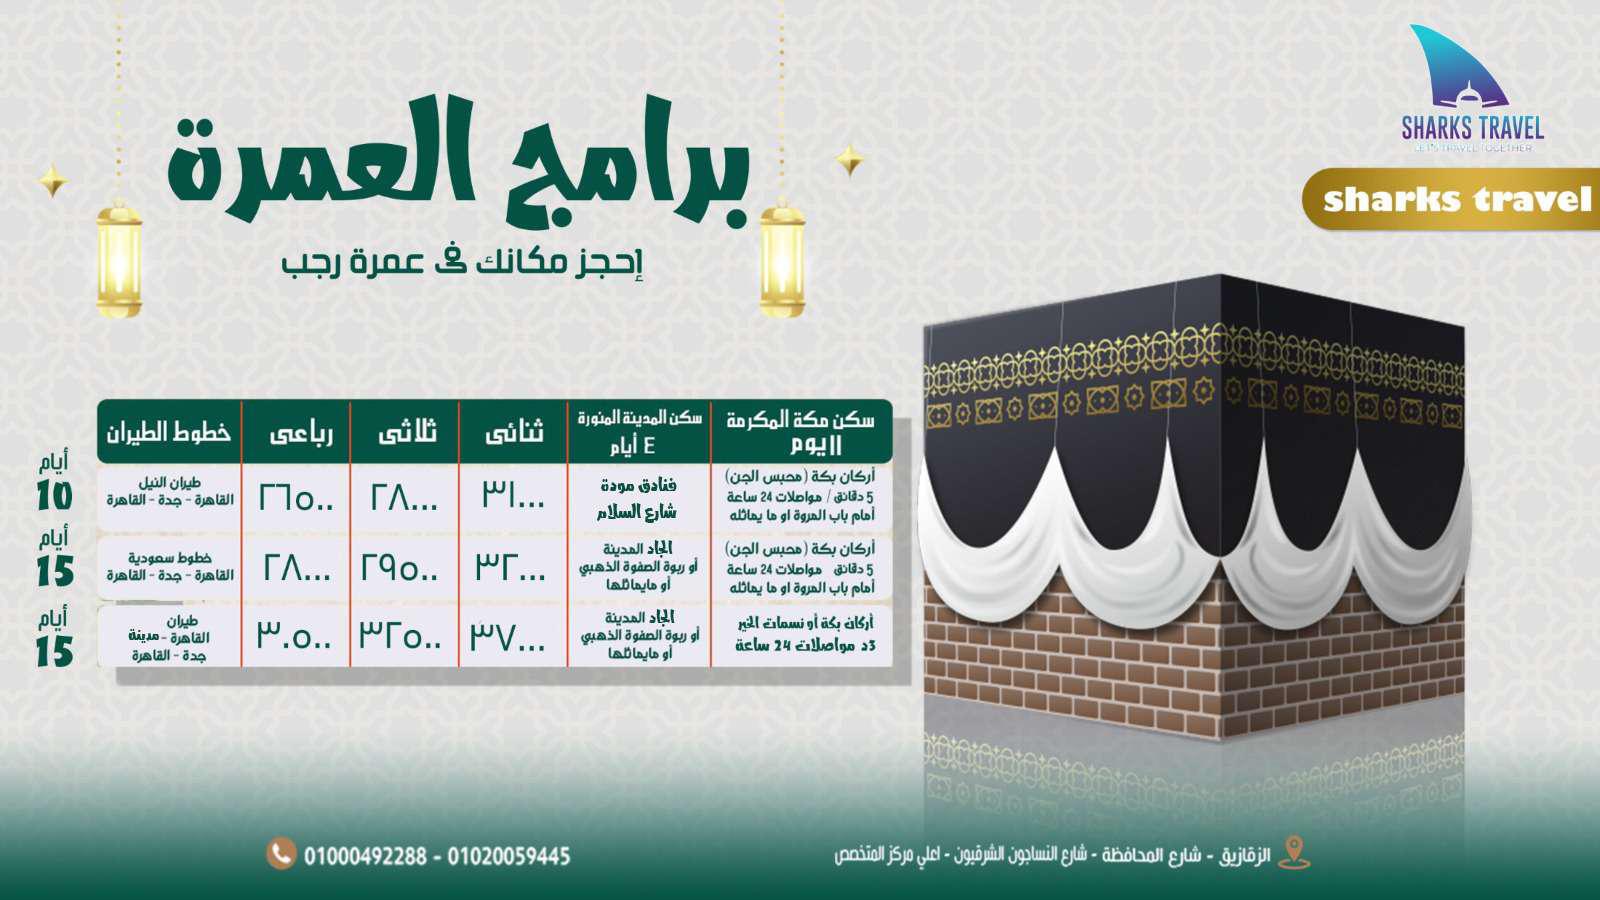 SHARKS TRAVEL
LET'S TRAVEL TOGETHER
sharks travel
برامج العمرة
إحجز مكانك فى عمرة رجب
سكن مكة المكرمة ١١ يوم | سكن المدينة المنورة ٤ أيام | ثنائى | ثلاثى | رباعى | خطوط الطيران
أركان بكة (محبس الجن) | فنادق مودة | ٣١٠٠٠ | ٢٨٠٠٠ | ٢٦٥٠٠ | طيران النيل | أيام
5 دقائق / مواصلات 24 ساعة | شارع السلام | القاهرة - جدة - القاهرة | 10
أمام باب المروة او ما يماثله
أركان بكة (محبس الجن) | الجاد المدينة | ٣٢٠٠٠ | ٢٩٥٠٠ | ٢٨٠٠٠ | خطوط سعودية | أيام
5 دقائق مواصلات 24 ساعة | أو ربوة الصفوة الذهبي | القاهرة - جدة - القاهرة | 15
أمام باب المروة او ما يماثله | أو مايماثلها
أركان بكة أو نسمات الخير | الجاد المدينة | ٣٧٠٠٠ | ٣٢٥٠٠ | ٣٠٥٠٠ | طيران | أيام
3د مواصلات 24 ساعة | أو ربوة الصفوة الذهبي | القاهرة - مدينة | 15
أو مايماثلها | جدة - القاهرة
الزقازيق - شارع المحافظة - شارع النساجون الشرقيون - اعلي مركز المتخصص
01000492288 - 01020059445